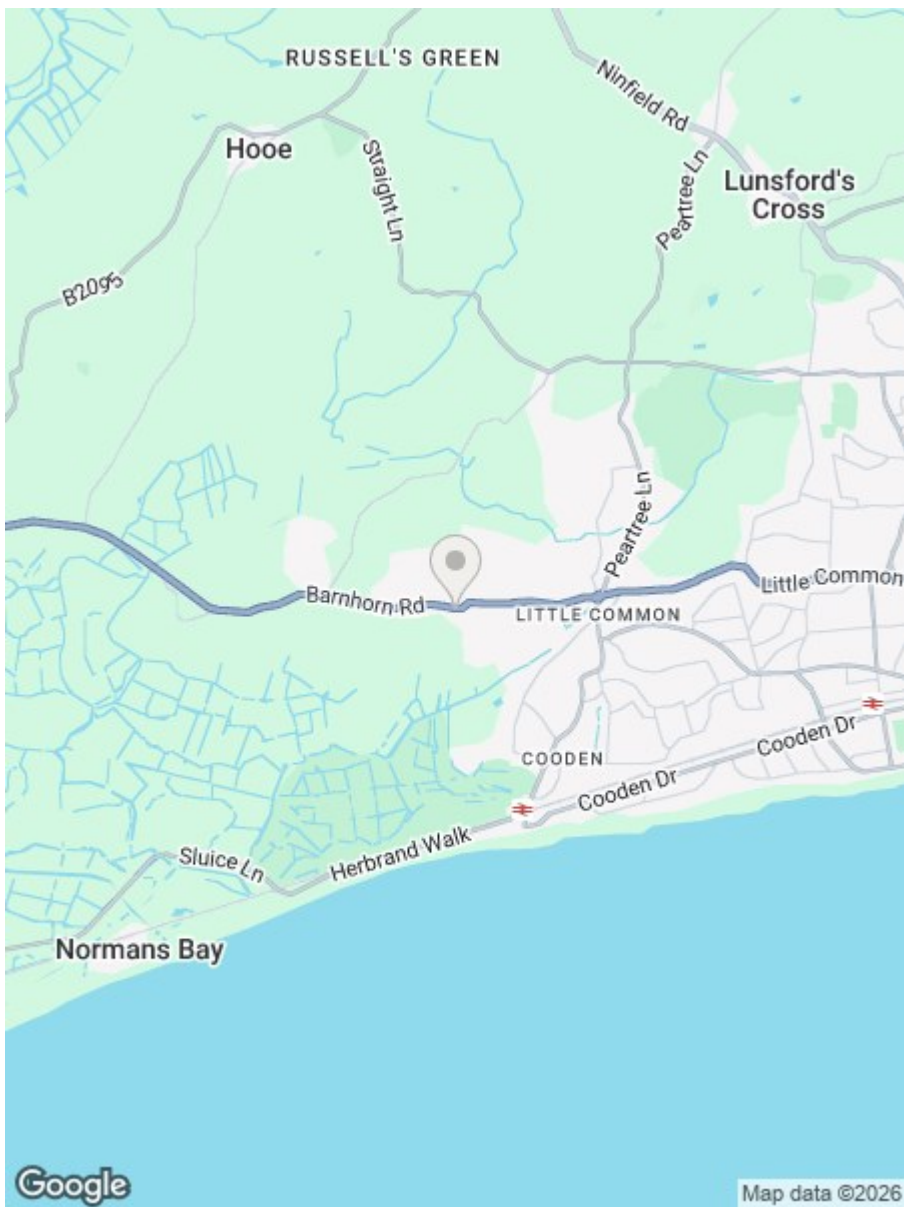 RUSSELL'S GREEN
Ninfield Rd
Hooe
Straight Ln
Peartree Ln
Lunsford's
Cross
B2095
Peartree Ln
Barnhorn Rd
Little Common
LITTLE COMMON
COODEN
Cooden Dr
Cooden Dr
Herbrand Walk
Sluice Ln
Normans Bay
Google
Map data ©2026